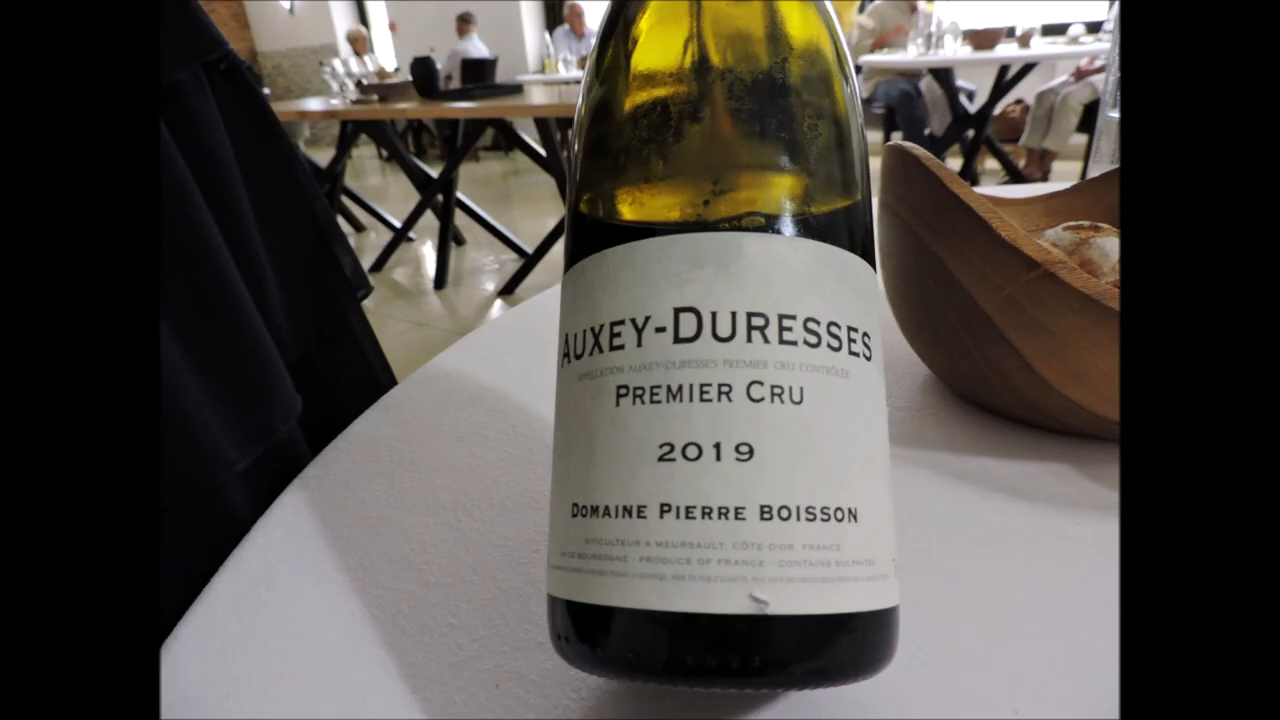 AUXEY-DURESSES
APPELLATION AUXEY-DURESSES PREMIER CRU CONTRÔLÉE
PREMIER CRU
2019
DOMAINE PIERRE BOISSON
VITICULTEUR A MEURSAULT, CÔTE-D'OR, FRANCE
VIN DE BOURGOGNE - PRODUCE OF FRANCE - CONTAINS SULPHITES